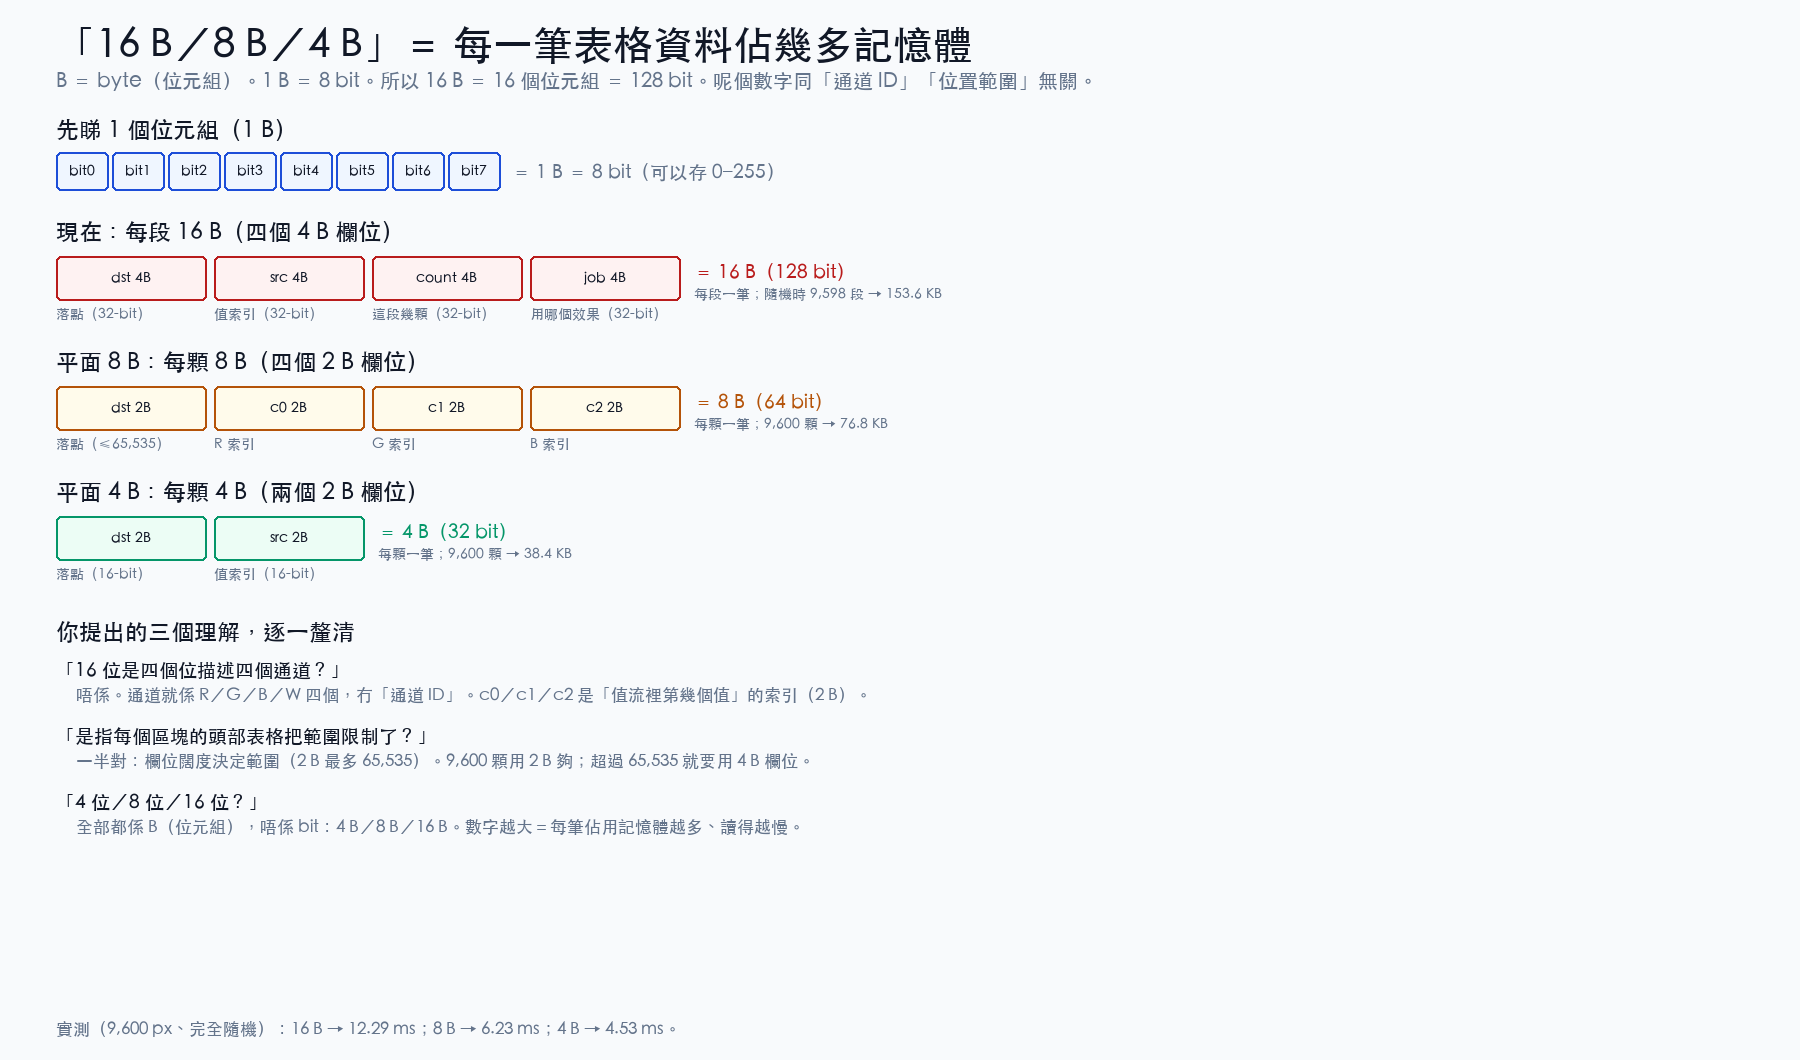 「16 B／8 B／4 B」＝ 每一筆表格資料佔幾多記憶體
B ＝ byte（位元組）。1 B ＝ 8 bit。所以 16 B ＝ 16 個位元組 ＝ 128 bit。呢個數字同「通道 ID」「位置範圍」無關。
先睇 1 個位元組（1 B）
bit0 bit1 bit2 bit3 bit4 bit5 bit6 bit7 ＝ 1 B ＝ 8 bit（可以存 0–255）
現在：每段 16 B（四個 4 B 欄位）
dst 4B src 4B count 4B job 4B ＝ 16 B（128 bit）
每段一筆；隨機時 9,598 段 → 153.6 KB
落點（32-bit） 值索引（32-bit） 這段幾顆（32-bit） 用哪個效果（32-bit）
平面 8 B：每顆 8 B（四個 2 B 欄位）
dst 2B c0 2B c1 2B c2 2B ＝ 8 B（64 bit）
每顆一筆；9,600 顆 → 76.8 KB
落點（≤65,535） R 索引 G 索引 B 索引
平面 4 B：每顆 4 B（兩個 2 B 欄位）
dst 2B src 2B ＝ 4 B（32 bit）
每顆一筆；9,600 顆 → 38.4 KB
落點（16-bit） 值索引（16-bit）
你提出的三個理解，逐一釐清
「16 位是四個位描述四個通道？」
唔係。通道就係 R／G／B／W 四個，冇「通道 ID」。c0／c1／c2 是「值流裡第幾個值」的索引（2 B）。
「是指每個區塊的頭部表格把範圍限制了？」
一半對：欄位闊度決定範圍（2 B 最多 65,535）。9,600 顆用 2 B 夠；超過 65,535 就要用 4 B 欄位。
「4 位／8 位／16 位？」
全部都係 B（位元組），唔係 bit：4 B／8 B／16 B。數字越大＝每筆佔用記憶體越多、讀得越慢。
實測（9,600 px、完全隨機）：16 B → 12.29 ms；8 B → 6.23 ms；4 B → 4.53 ms。